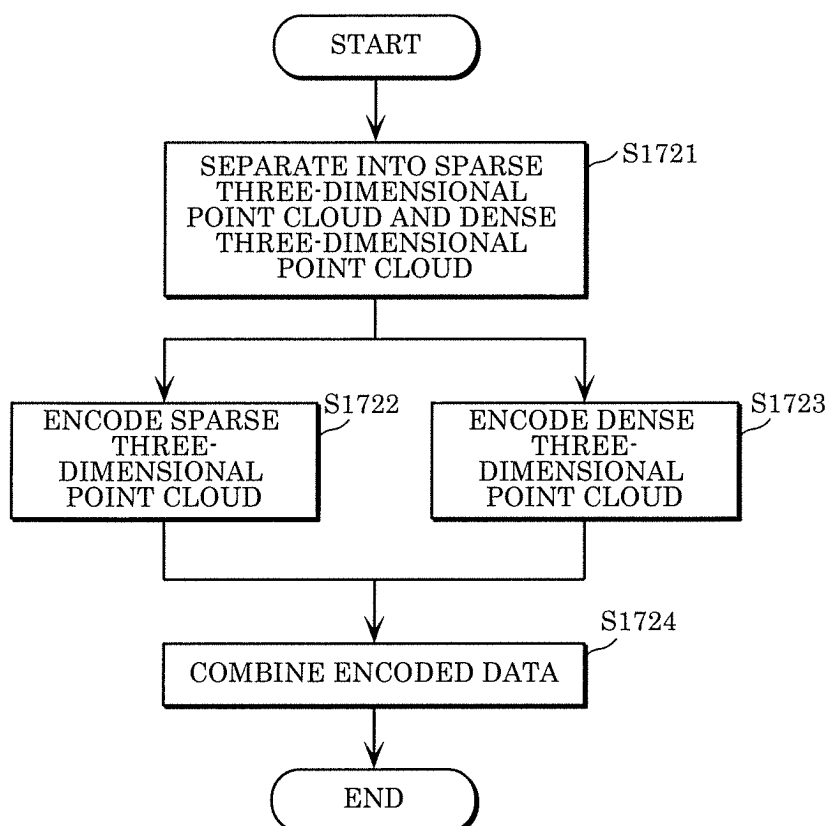 START
SEPARATE INTO SPARSE
THREE-DIMENSIONAL
POINT CLOUD AND DENSE
THREE-DIMENSIONAL
POINT CLOUD
S1721
ENCODE SPARSE
THREE-
DIMENSIONAL
POINT CLOUD
S1722
ENCODE DENSE
THREE-
DIMENSIONAL
POINT CLOUD
S1723
COMBINE ENCODED DATA
S1724
END